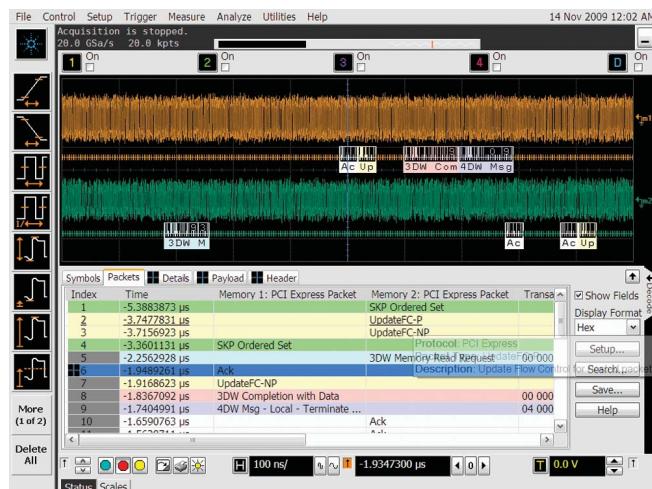 File Control Setup Trigger Measure Analyze Utilities Help 14 Nov 2009 12:02 AM
Acquisition is stopped.
20.0 GSa/s 20.0 kpts
1 On 2 On 3 On 4 On D On
m1
Ac Up 3DW Com 4DW Msg
m2
3DW M Ac Ac Up
Symbols Packets Details Payload Header
Index Time Memory 1: PCI Express Packet Memory 2: PCI Express Packet Transa
1 -5.3883873 µs SKP Ordered Set
2 -3.7477831 µs UpdateFC-P
3 -3.7156923 µs UpdateFC-NP
4 -3.3601131 µs SKP Ordered Set
5 -2.2562928 µs 3DW Memory Read Request 00 000
6 -1.9489261 µs Ack
7 -1.9168623 µs UpdateFC-NP
8 -1.8367092 µs 3DW Completion with Data 00 000
9 -1.7404991 µs 4DW Msg - Local - Terminate ... 04 000
10 -1.6590763 µs Ack
Protocol: PCI Express
Description: Update Flow Control for
Decode
Show Fields
Display Format
Hex
Setup...
Search...
Save...
Help
More
(1 of 2)
Delete
All
H 100 ns/ -1.9347300 µs 0 T 0.0 V
Status Scales